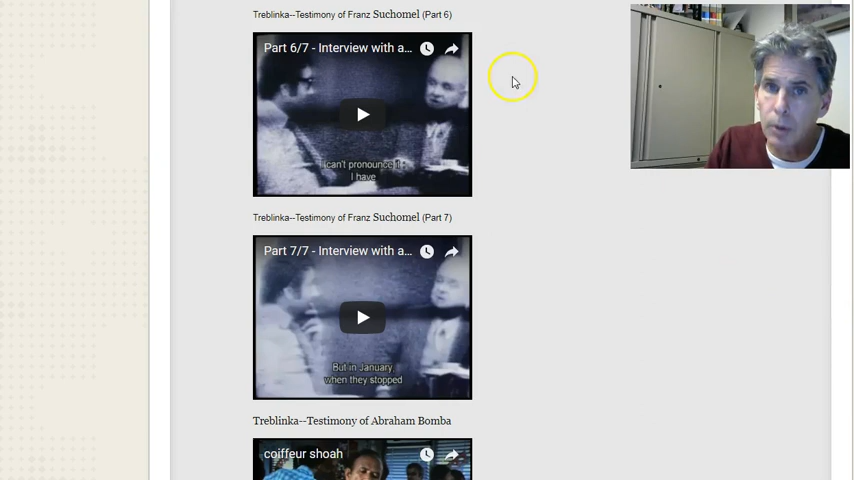 Treblinka--Testimony of Franz Suchomel (Part 6)
Part 6/7 - Interview with a...
I can't pronounce it.
I have
Treblinka--Testimony of Franz Suchomel (Part 7)
Part 7/7 - Interview with a...
But in January,
when they stopped
Treblinka--Testimony of Abraham Bomba
coiffeur shoah